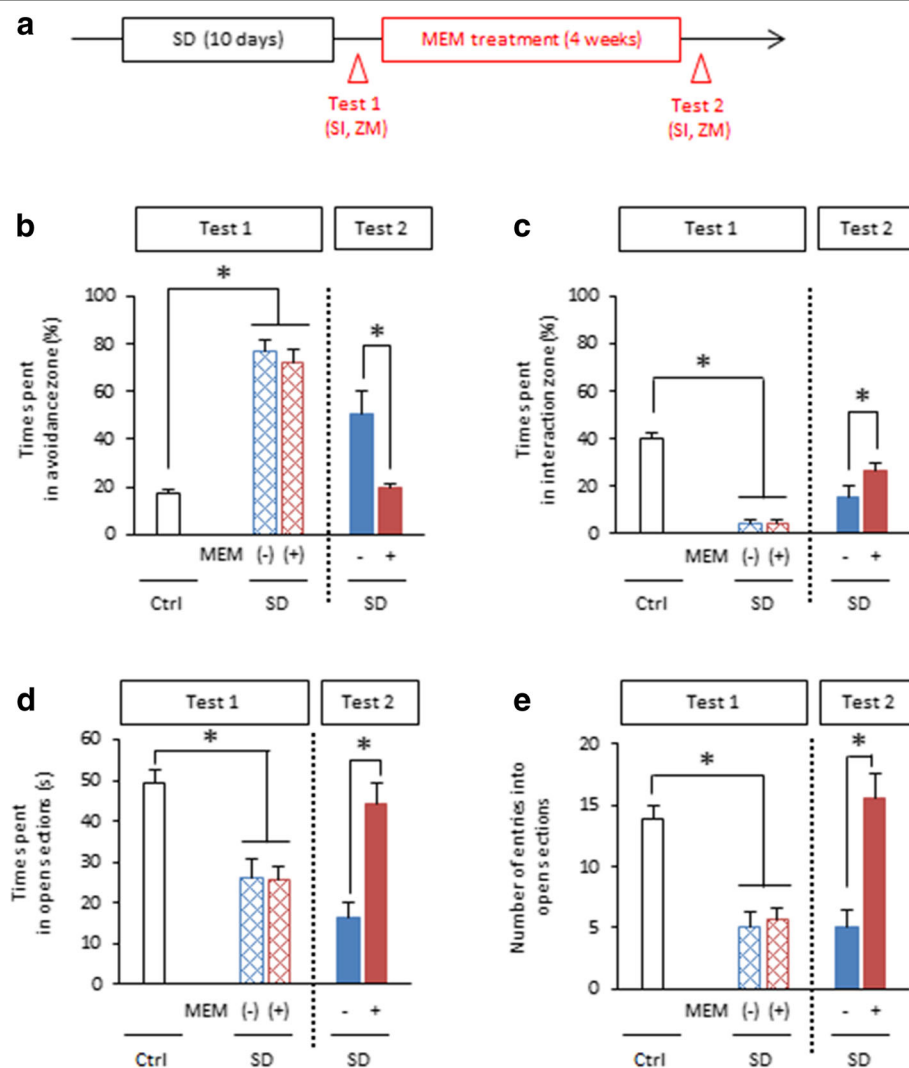 a
SD (10 days)
MEM treatment (4 weeks)
Test 1
(SI, ZM)
Test 2
(SI, ZM)
b
Test 1
Test 2
Time spent
in avoidance zone (%)
100
80
60
40
20
0
*
*
MEM (-) (+) - +
Ctrl SD SD
c
Test 1
Test 2
Time spent
in interaction zone (%)
100
80
60
40
20
0
*
*
MEM (-) (+) - +
Ctrl SD SD
d
Test 1
Test 2
Time spent
in open sections (s)
60
50
40
30
20
10
0
*
*
MEM (-) (+) - +
Ctrl SD SD
e
Test 1
Test 2
Number of entries into
open sections
20
15
10
5
0
*
*
MEM (-) (+) - +
Ctrl SD SD